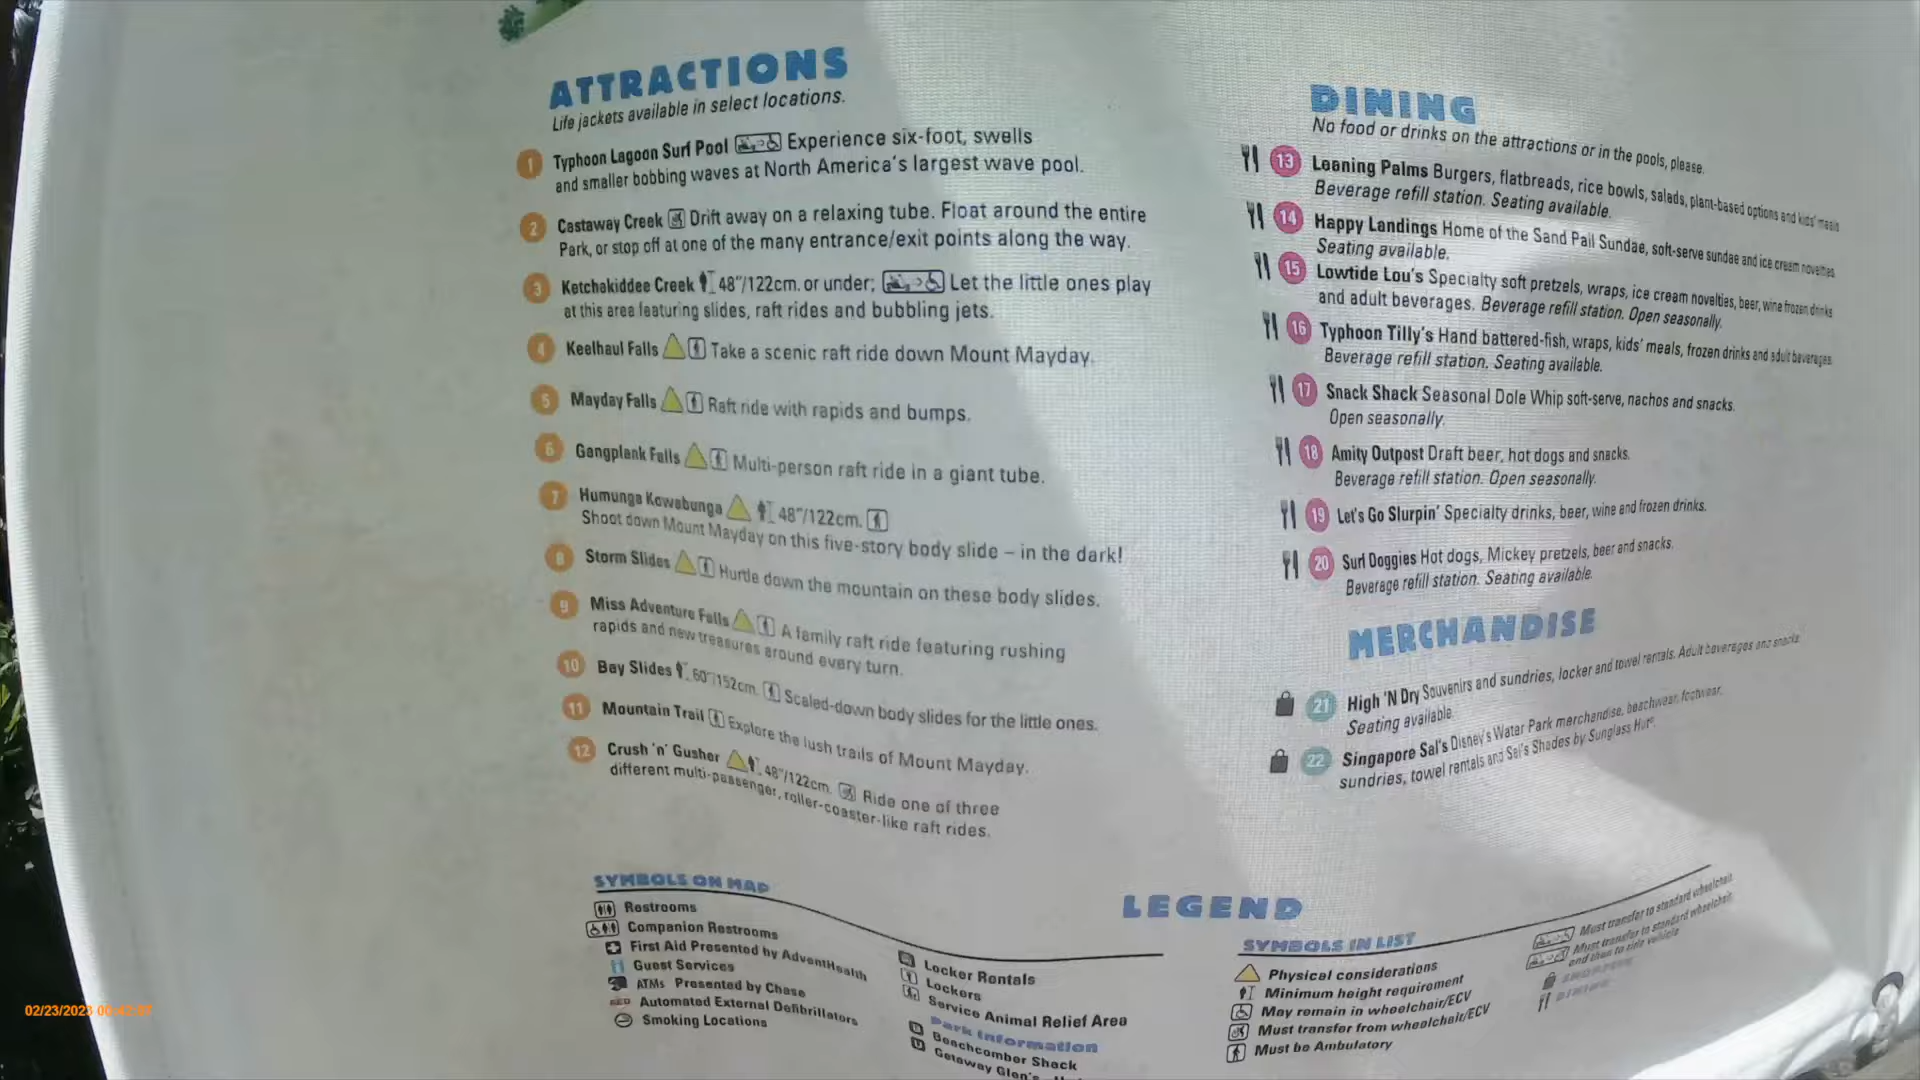 ATTRACTIONS
Life jackets available in select locations.
1 Typhoon Lagoon Surf Pool Experience six-foot, swells
and smaller bobbing waves at North America's largest wave pool.
2 Castaway Creek Drift away on a relaxing tube. Float around the entire
Park, or stop off at one of the many entrance/exit points along the way.
3 Ketchakiddee Creek 48"/122cm. or under; Let the little ones play
at this area featuring slides, raft rides and bubbling jets.
4 Keelhaul Falls Take a scenic raft ride down Mount Mayday.
5 Mayday Falls Raft ride with rapids and bumps.
6 Gangplank Falls Multi-person raft ride in a giant tube.
7 Humunga Kowabunga 48"/122cm.
Shoot down Mount Mayday on this five-story body slide – in the dark!
8 Storm Slides Hurtle down the mountain on these body slides.
9 Miss Adventure Falls A family raft ride featuring rushing
rapids and new treasures around every turn.
10 Bay Slides 60"/152cm. Scaled-down body slides for the little ones.
11 Mountain Trail Explore the lush trails of Mount Mayday.
12 Crush 'n' Gusher 48"/122cm. Ride one of three
different multi-passenger, roller-coaster-like raft rides.
DINING
No food or drinks on the attractions or in the pools, please.
13 Leaning Palms Burgers, flatbreads, rice bowls, salads, plant-based options and kids' meals
Beverage refill station. Seating available.
14 Happy Landings Home of the Sand Pail Sundae, soft-serve sundae and ice cream novelties
Seating available.
15 Lowtide Lou's Specialty soft pretzels, wraps, ice cream novelties, beer, wine frozen drinks
and adult beverages. Beverage refill station. Open seasonally.
16 Typhoon Tilly's Hand battered-fish, wraps, kids' meals, frozen drinks and adult beverages.
Beverage refill station. Seating available.
17 Snack Shack Seasonal Dole Whip soft-serve, nachos and snacks.
Open seasonally.
18 Amity Outpost Draft beer, hot dogs and snacks.
Beverage refill station. Open seasonally.
19 Let's Go Slurpin' Specialty drinks, beer, wine and frozen drinks.
20 Surf Doggies Hot dogs, Mickey pretzels, beer and snacks.
Beverage refill station. Seating available.
MERCHANDISE
21 High 'N Dry Souvenirs and sundries, locker and towel rentals. Adult beverages and snacks.
Seating available.
22 Singapore Sal's Disney's Water Park merchandise, beachwear, footwear,
sundries, towel rentals and Sal's Shades by Sunglass Hut®.
LEGEND
SYMBOLS ON MAP
Restrooms
Companion Restrooms
First Aid Presented by AdventHealth
Guest Services
ATMs Presented by Chase
AED Automated External Defibrillators
Smoking Locations
Locker Rentals
Lockers
Service Animal Relief Area
Park Information
Beachcomber Shack
Getaway Glen's
SYMBOLS IN LIST
Physical considerations
Minimum height requirement
May remain in wheelchair/ECV
Must transfer from wheelchair/ECV
Must be Ambulatory
Must transfer to standard wheelchair.
Must transfer to standard wheelchair
and then to ride vehicle
SHOPPING
DINING